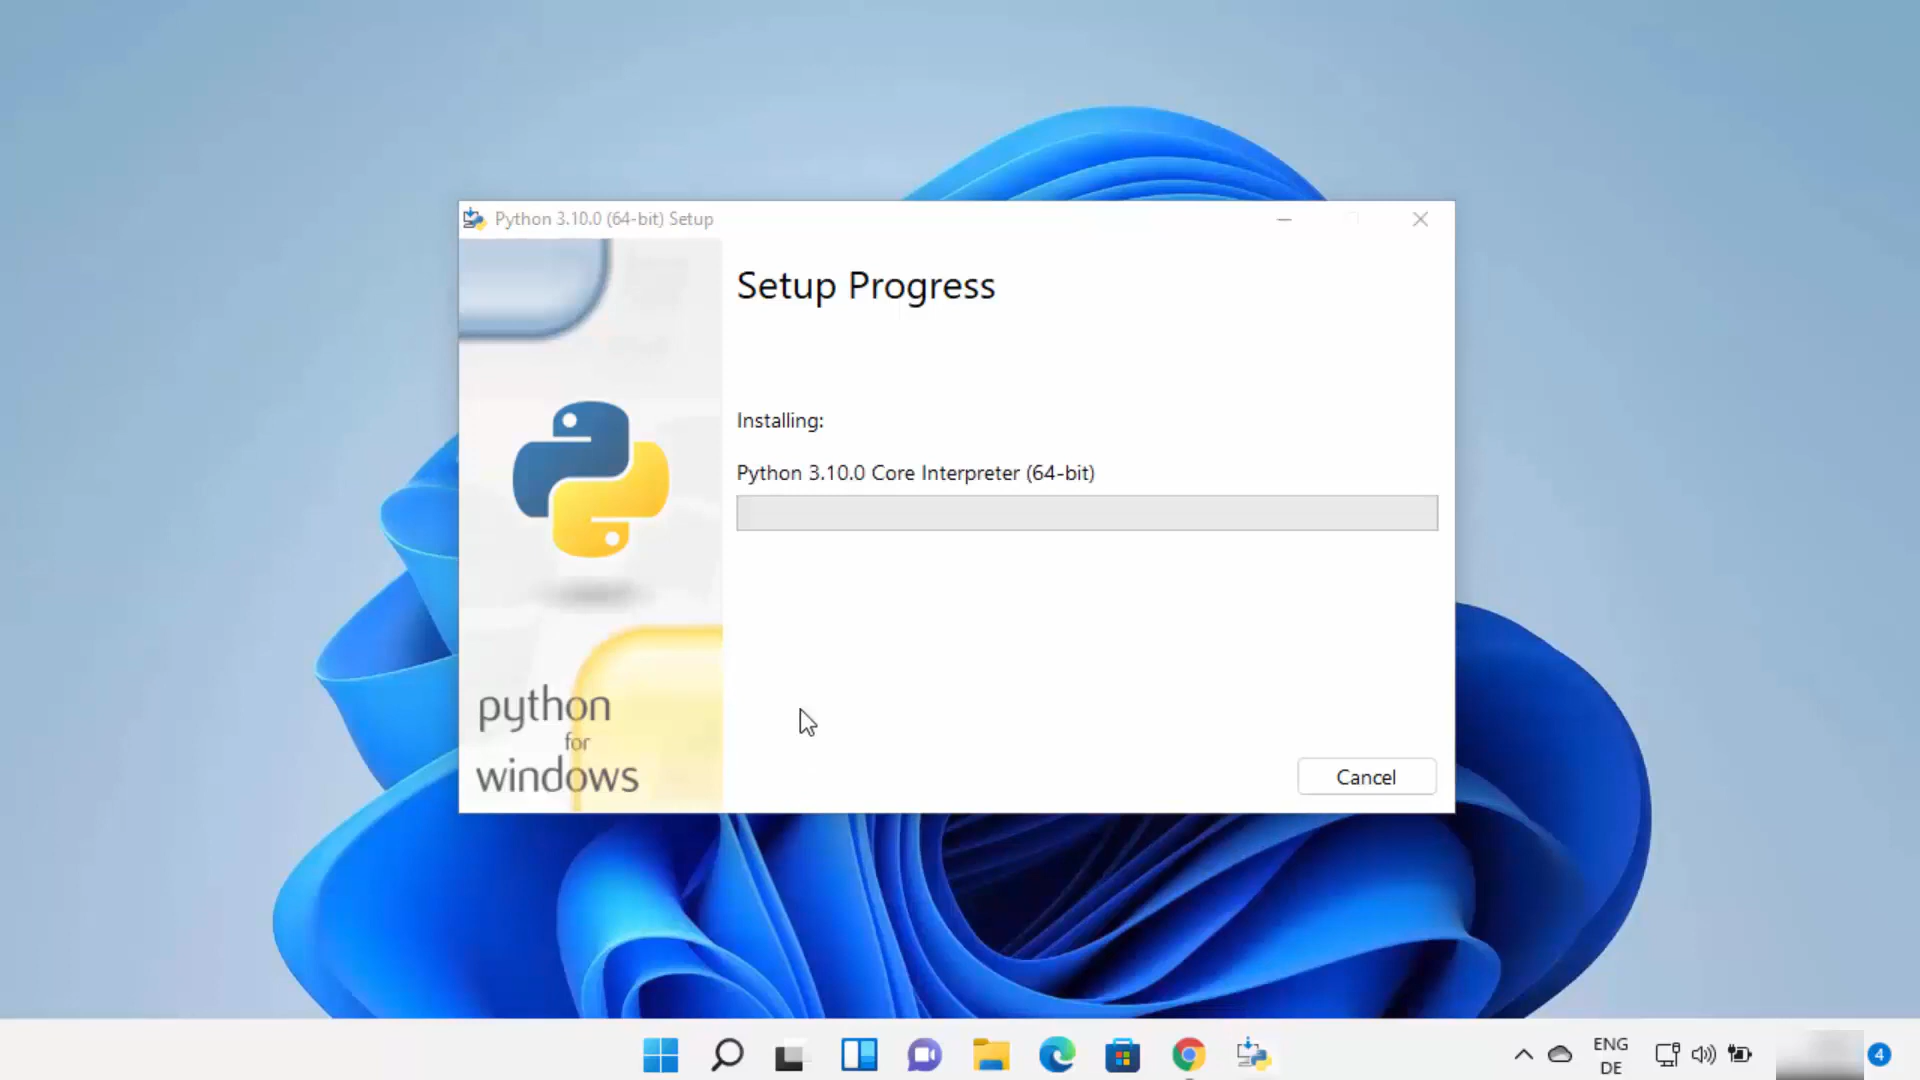 Python 3.10.0 (64-bit) Setup
Setup Progress
Installing:
Python 3.10.0 Core Interpreter (64-bit)
python
for
windows
Cancel
ENG
DE
4